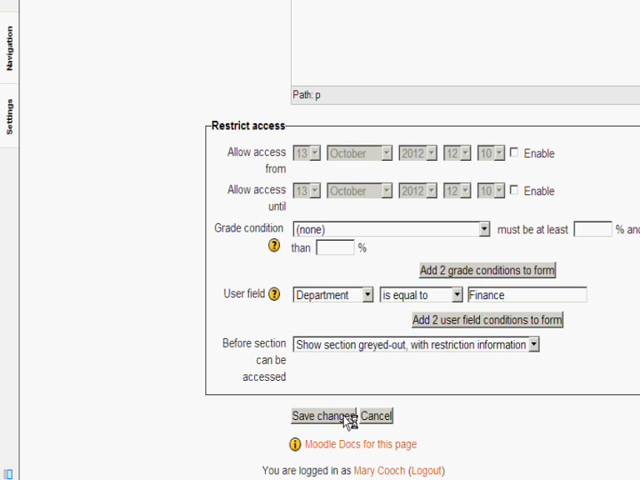 Navigation
Settings
Path: p
Restrict access
Allow access from 13 October 2012 12 10 Enable
Allow access until 13 October 2012 12 10 Enable
Grade condition (none) must be at least % and
than %
Add 2 grade conditions to form
User field Department is equal to Finance
Add 2 user field conditions to form
Before section can be accessed Show section greyed-out, with restriction information
Save changes Cancel
Moodle Docs for this page
You are logged in as Mary Cooch (Logout)